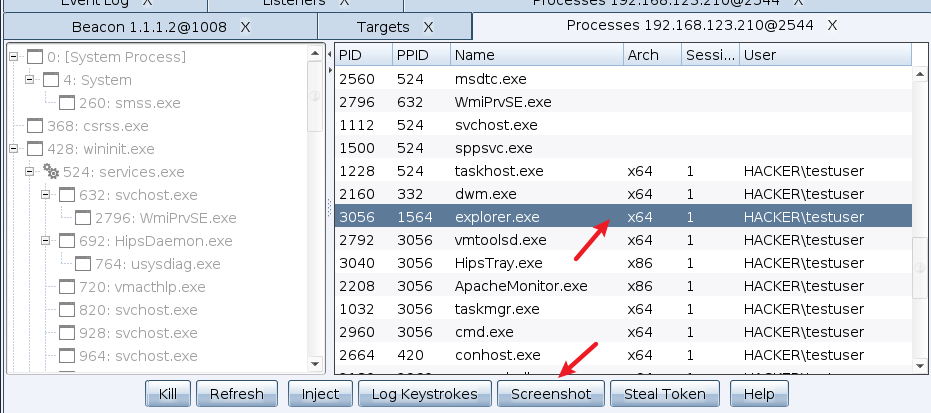 Event Log X Listeners X Processes 192.168.123.210@2544 X
Beacon 1.1.1.2@1008 X Targets X Processes 192.168.123.210@2544 X
0: [System Process]
4: System
260: smss.exe
368: csrss.exe
428: wininit.exe
524: services.exe
632: svchost.exe
2796: WmiPrvSE.exe
692: HipsDaemon.exe
764: usysdiag.exe
720: vmacthlp.exe
820: svchost.exe
928: svchost.exe
964: svchost.exe
PID PPID Name Arch Sessi... User
2560 524 msdtc.exe
2796 632 WmiPrvSE.exe
1112 524 svchost.exe
1500 524 sppsvc.exe
1228 524 taskhost.exe x64 1 HACKER\testuser
2160 332 dwm.exe x64 1 HACKER\testuser
3056 1564 explorer.exe x64 1 HACKER\testuser
2792 3056 vmtoolsd.exe x64 1 HACKER\testuser
3040 3056 HipsTray.exe x86 1 HACKER\testuser
2208 3056 ApacheMonitor.exe x86 1 HACKER\testuser
1032 3056 taskmgr.exe x64 1 HACKER\testuser
2960 3056 cmd.exe x64 1 HACKER\testuser
2664 420 conhost.exe x64 1 HACKER\testuser
Kill Refresh Inject Log Keystrokes Screenshot Steal Token Help